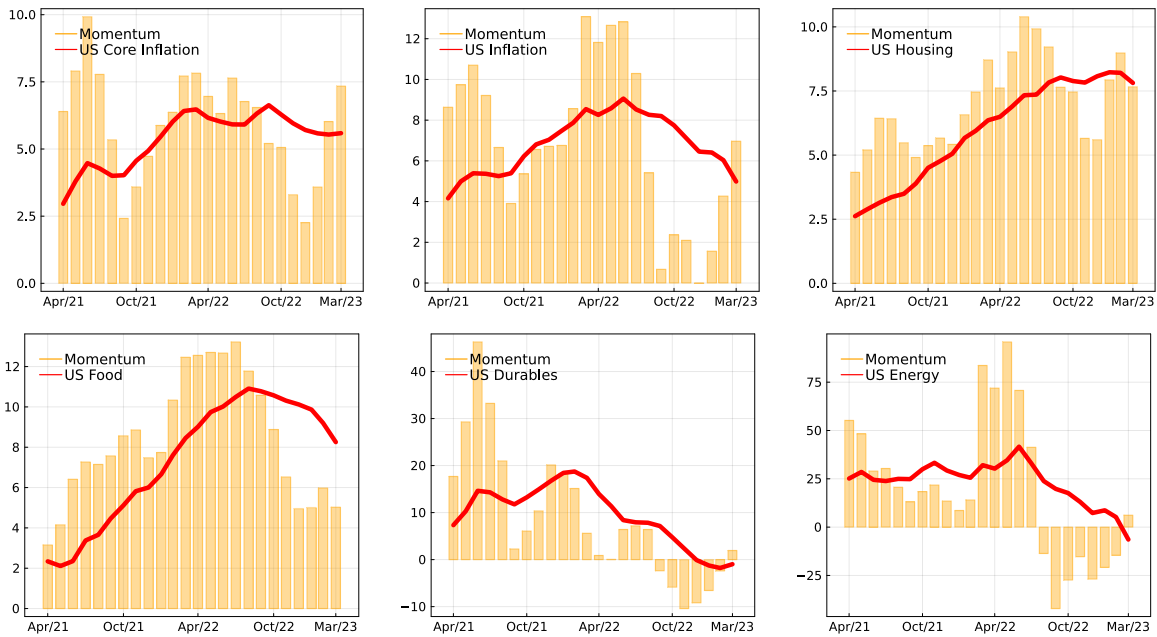 10.0
7.5
5.0
2.5
0.0
Momentum
US Core Inflation
Apr/21
Oct/21
Apr/22
Oct/22
Mar/23
12
10
8
6
4
2
0
Momentum
US Inflation
Apr/21
Oct/21
Apr/22
Oct/22
Mar/23
10.0
7.5
5.0
2.5
0.0
Momentum
US Housing
Apr/21
Oct/21
Apr/22
Oct/22
Mar/23
12
10
8
6
4
2
0
Momentum
US Food
Apr/21
Oct/21
Apr/22
Oct/22
Mar/23
40
30
20
10
0
−10
Momentum
US Durables
Apr/21
Oct/21
Apr/22
Oct/22
Mar/23
75
50
25
0
−25
Momentum
US Energy
Apr/21
Oct/21
Apr/22
Oct/22
Mar/23